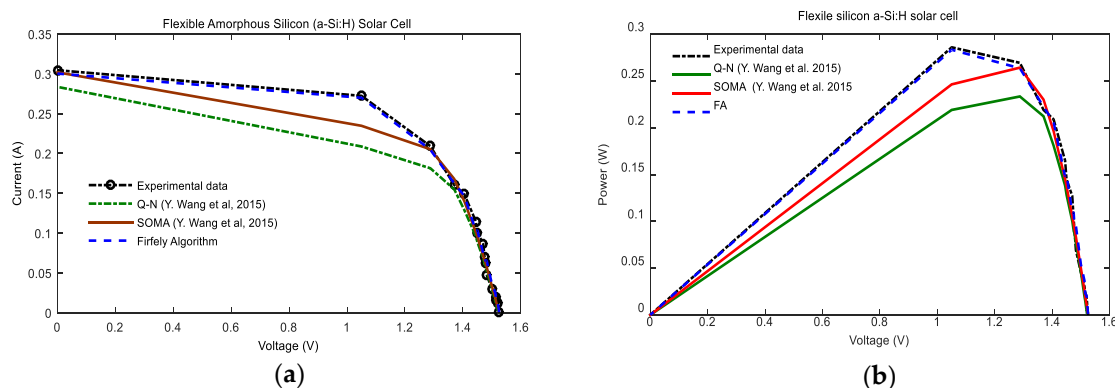 Flexible Amorphous Silicon (a-Si:H) Solar Cell
0.35
0.3
0.25
0.2
0.15
0.1
0.05
0
Current (A)
Experimental data
Q-N (Y. Wang et al, 2015)
SOMA (Y. Wang et al, 2015)
Firfely Algorithm
0 0.2 0.4 0.6 0.8 1 1.2 1.4 1.6
Voltage (V)
(a)
Flexile silicon a-Si:H solar cell
0.3
0.25
0.2
0.15
0.1
0.05
0
Power (W)
Experimental data
Q-N (Y. Wang et al. 2015)
SOMA (Y. Wang et al. 2015
FA
0 0.2 0.4 0.6 0.8 1 1.2 1.4 1.6
Voltage (V)
(b)